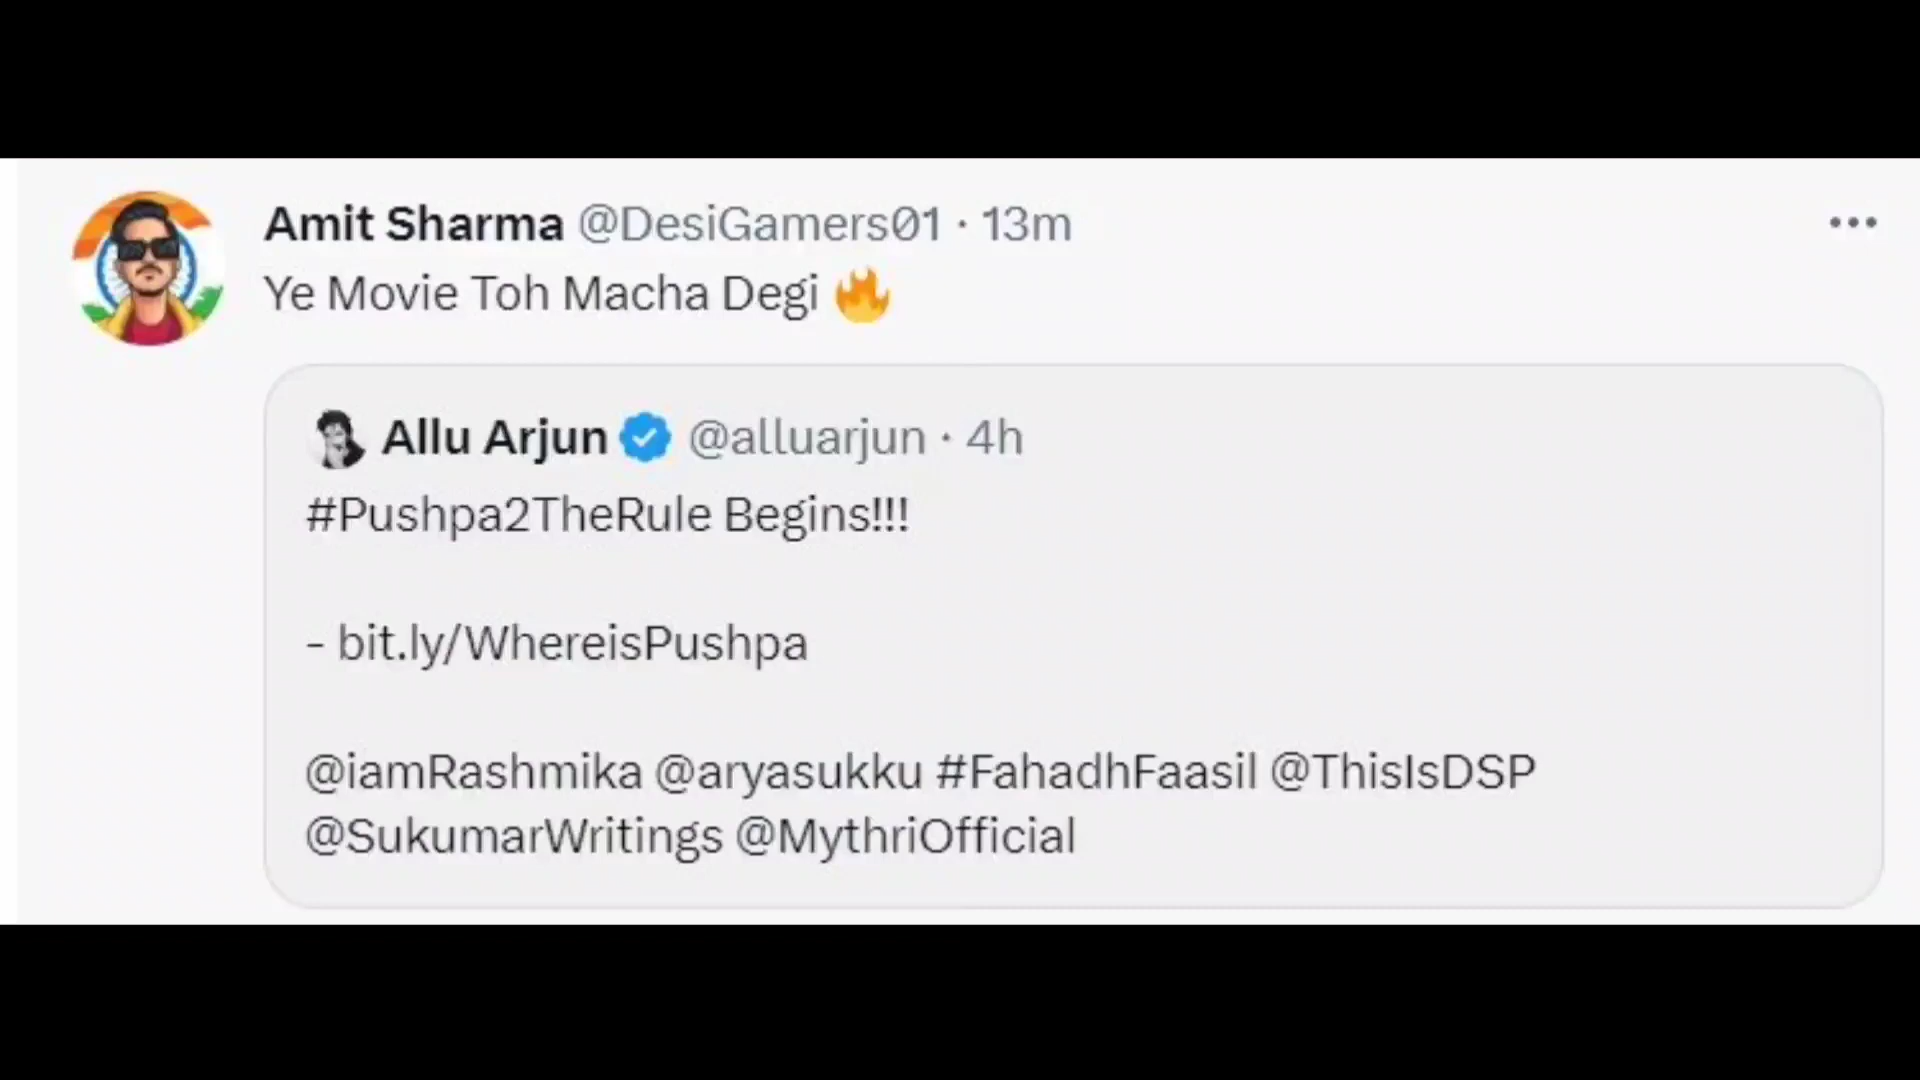 Amit Sharma @DesiGamers01 · 13m
Ye Movie Toh Macha Degi 🔥
Allu Arjun @alluarjun · 4h
#Pushpa2TheRule Begins!!!
- bit.ly/WhereisPushpa
@iamRashmika @aryasukku #FahadhFaasil @ThisIsDSP
@SukumarWritings @MythriOfficial